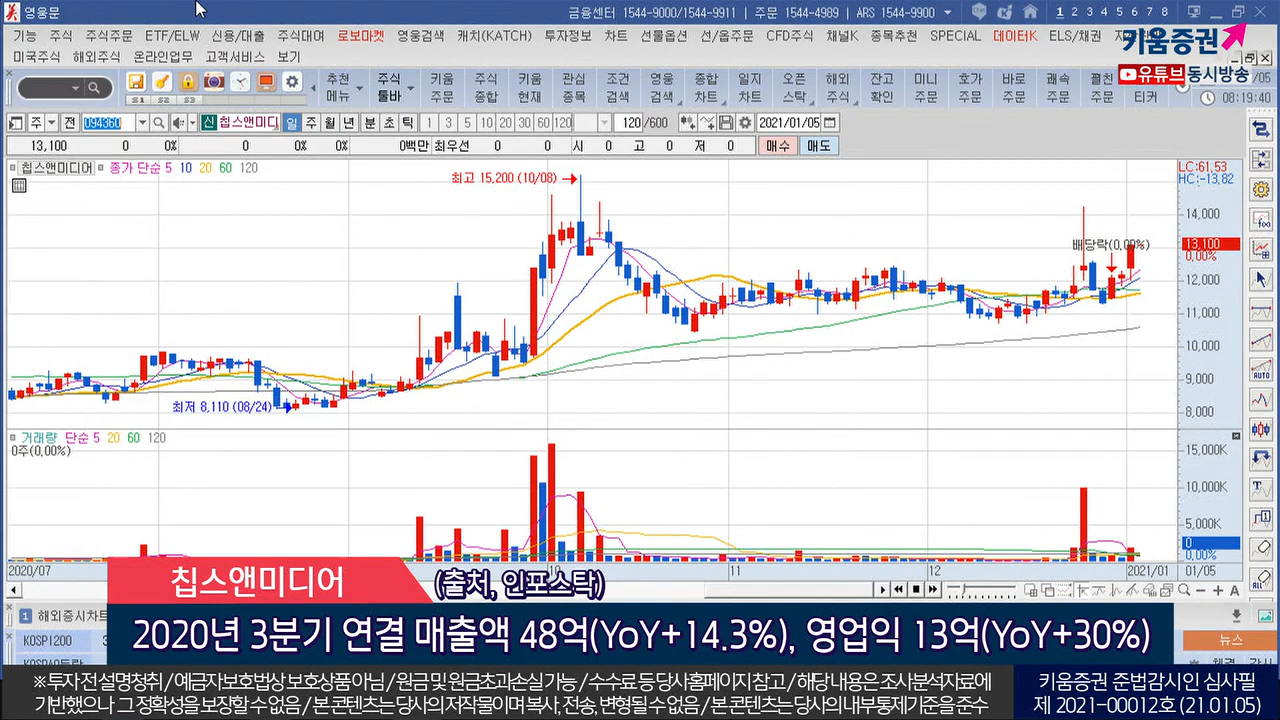 영웅문
금융센터 1544-9000/1544-9911 | 주문 1544-4989 | ARS 1544-9900
1 2 3 4 5 6 7 8
기능 주식 주식주문 ETF/ELW 신용/대출 주식대여 로보마켓 영웅검색 캐치(KATCH) 투자정보 차트 선물옵션 선/옵주문 CFD주식 채널K 종목추천 SPECIAL 데이터K ELS/채권
키움증권
미국주식 해외주식 온라인업무 고객서비스 보기
유튜브 동시방송
S1 S2 S3
추천 메뉴 주식 툴바 키움 주문 주식 종합 키움 현재 관심 종목 조건 검색 영웅 검색 종합 차트 일지 차트 오픈 스탁 해외 주식 잔고 확인 미니 주문 호가 주문 바로 주문 쾌속 주문 펼친 주문 티커
08:19:40
주 전 094360 신 칩스앤미디 일 주 월 년 분 초 틱 1 3 5 10 20 30 60 120 120 /600 2021/01/05
13,100 0 0% 0 0% 0% 0백만 최우선 0 0 시 0 고 0 저 0 매수 매도
칩스앤미디어 종가 단순 5 10 20 60 120
LC:61,53
HC:-13,82
최고 15,200 (10/08)
14,000
배당락(0,00%)
13,100
0,00%
12,000
11,000
10,000
9,000
최저 8,110 (08/24)
8,000
거래량 단순 5 20 60 120
0주(0,00%)
15,000K
10,000K
5,000K
0
0,00%
2020/07 10 11 12 2021/01 01/05
AUTO
ALL
칩스앤미디어
(출처, 인포스탁)
1 해외증시차트
KOSPI200
뉴스
2020년 3분기 연결 매출액 48억(YoY+14.3%), 영업익 13억(YoY+30%)
※ 투자 전 설명청취 / 예금자보호법상 보호상품 아님 / 원금 및 원금초과손실 가능 / 수수료 등 당사 홈페이지 참고 / 해당 내용은 조사분석자료에
기반했으나 그 정확성을 보장할 수 없음 / 본 콘텐츠는 당사의 저작물이며 복사, 전송, 변형될 수 없음 / 본 콘텐츠는 당사의 내부통제기준을 준수
키움증권 준법감시인 심사필
제 2021-00012호 (21.01.05)